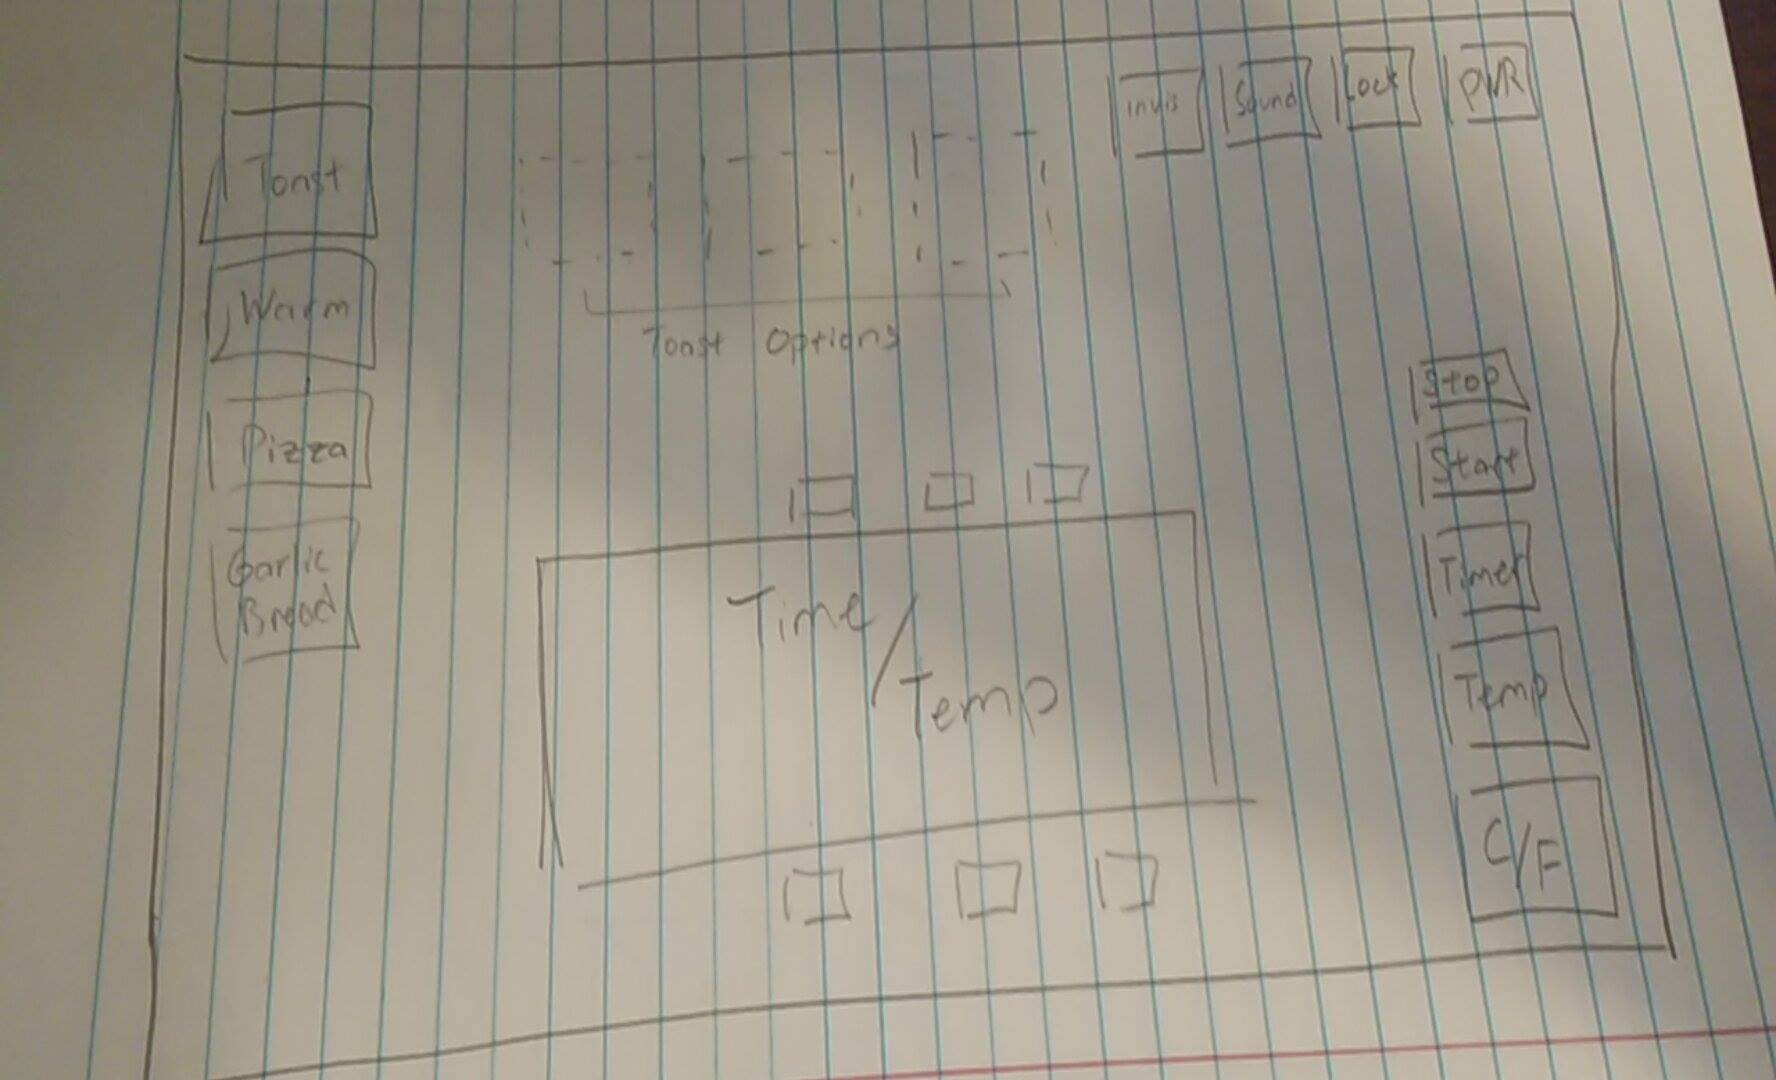 invis
Sound
Lock
PWR
Toast
Warm
Pizza
Garlic
Bread
Toast Options
Time/
Temp
Stop
Start
Timer
Temp
C/F